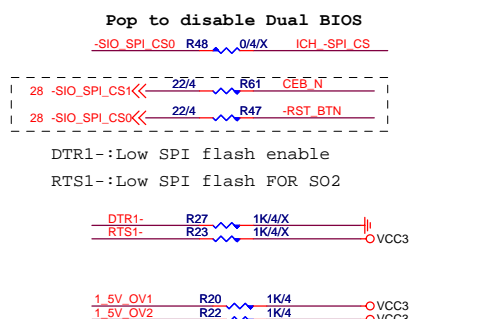 Pop to disable Dual BIOS
-SIO_SPI_CS0 R48 0/4/X ICH_-SPI_CS
28 -SIO_SPI_CS1 22/4 R61 CEB_N
28 -SIO_SPI_CS0 22/4 R47 -RST_BTN
DTR1-:Low SPI flash enable
RTS1-:Low SPI flash FOR SO2
DTR1- R27 1K/4/X
RTS1- R23 1K/4/X VCC3
1_5V_OV1 R20 1K/4 VCC3
1_5V_OV2 R22 1K/4 VCC3